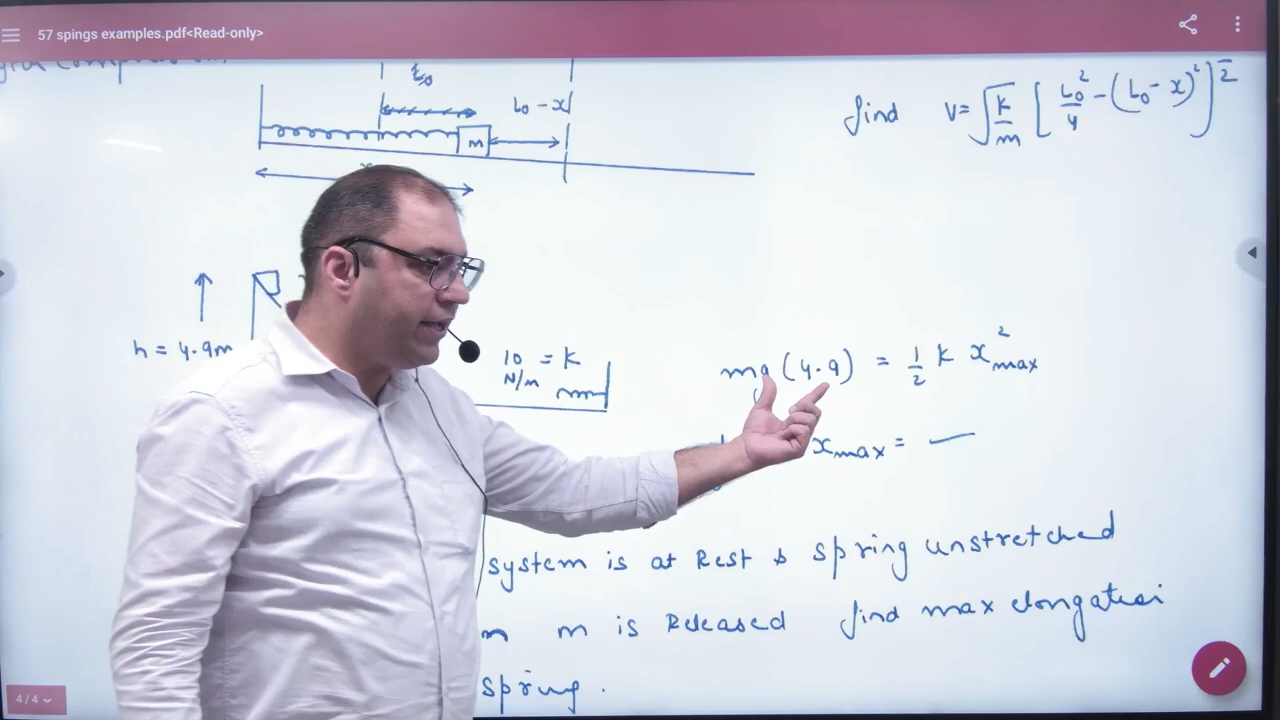 57 spings examples.pdf<Read-only>
L₀ - x
m
find v = √(k/m) [ L₀²/4 - (L₀ - x)² ]^½
h = 4.9m
10 = k
N/m
mg (4.9) = 1/2 k x²max
xmax = —
system is at Rest & spring unstretched
m is Released find max elongation
spring.
4/4